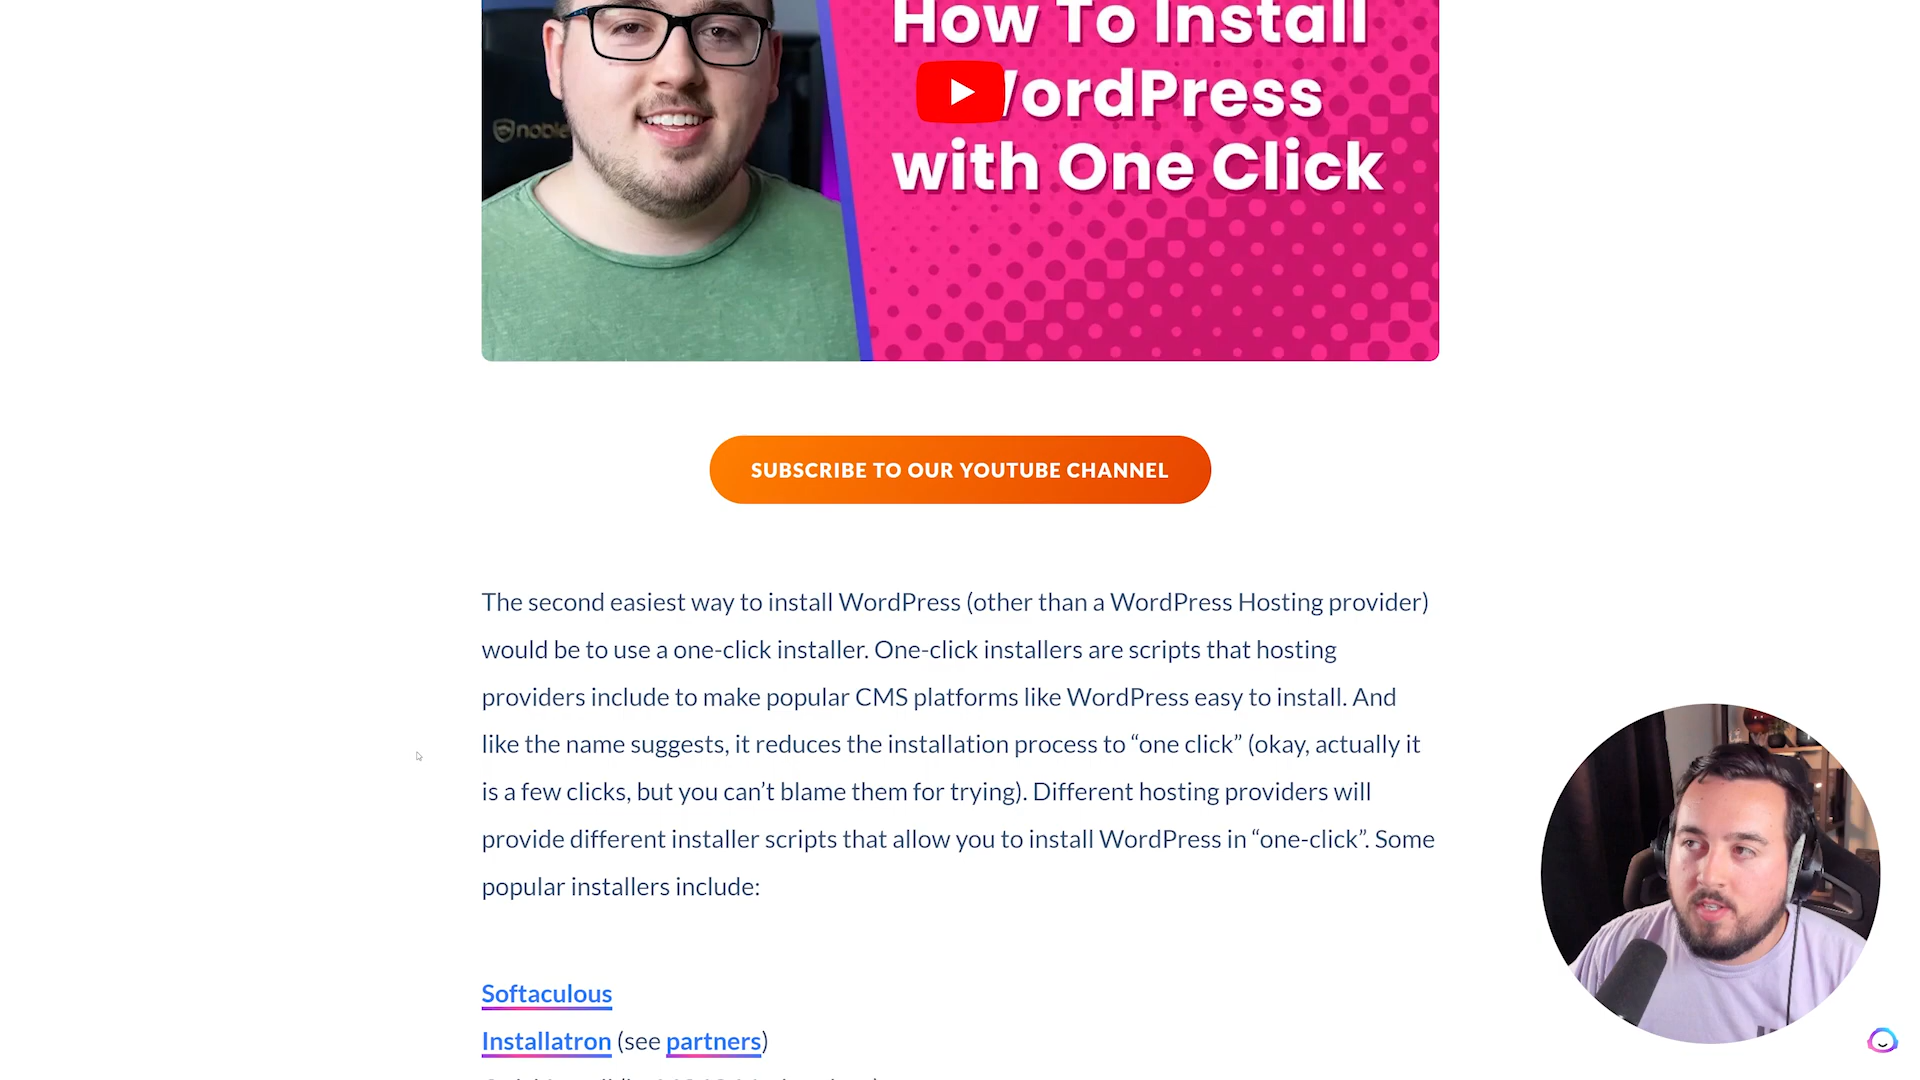 How To Install
WordPress
with One Click
noble
SUBSCRIBE TO OUR YOUTUBE CHANNEL
The second easiest way to install WordPress (other than a WordPress Hosting provider)
would be to use a one-click installer. One-click installers are scripts that hosting
providers include to make popular CMS platforms like WordPress easy to install. And
like the name suggests, it reduces the installation process to “one click” (okay, actually it
is a few clicks, but you can’t blame them for trying). Different hosting providers will
provide different installer scripts that allow you to install WordPress in “one-click”. Some
popular installers include:
Softaculous
Installatron (see partners)